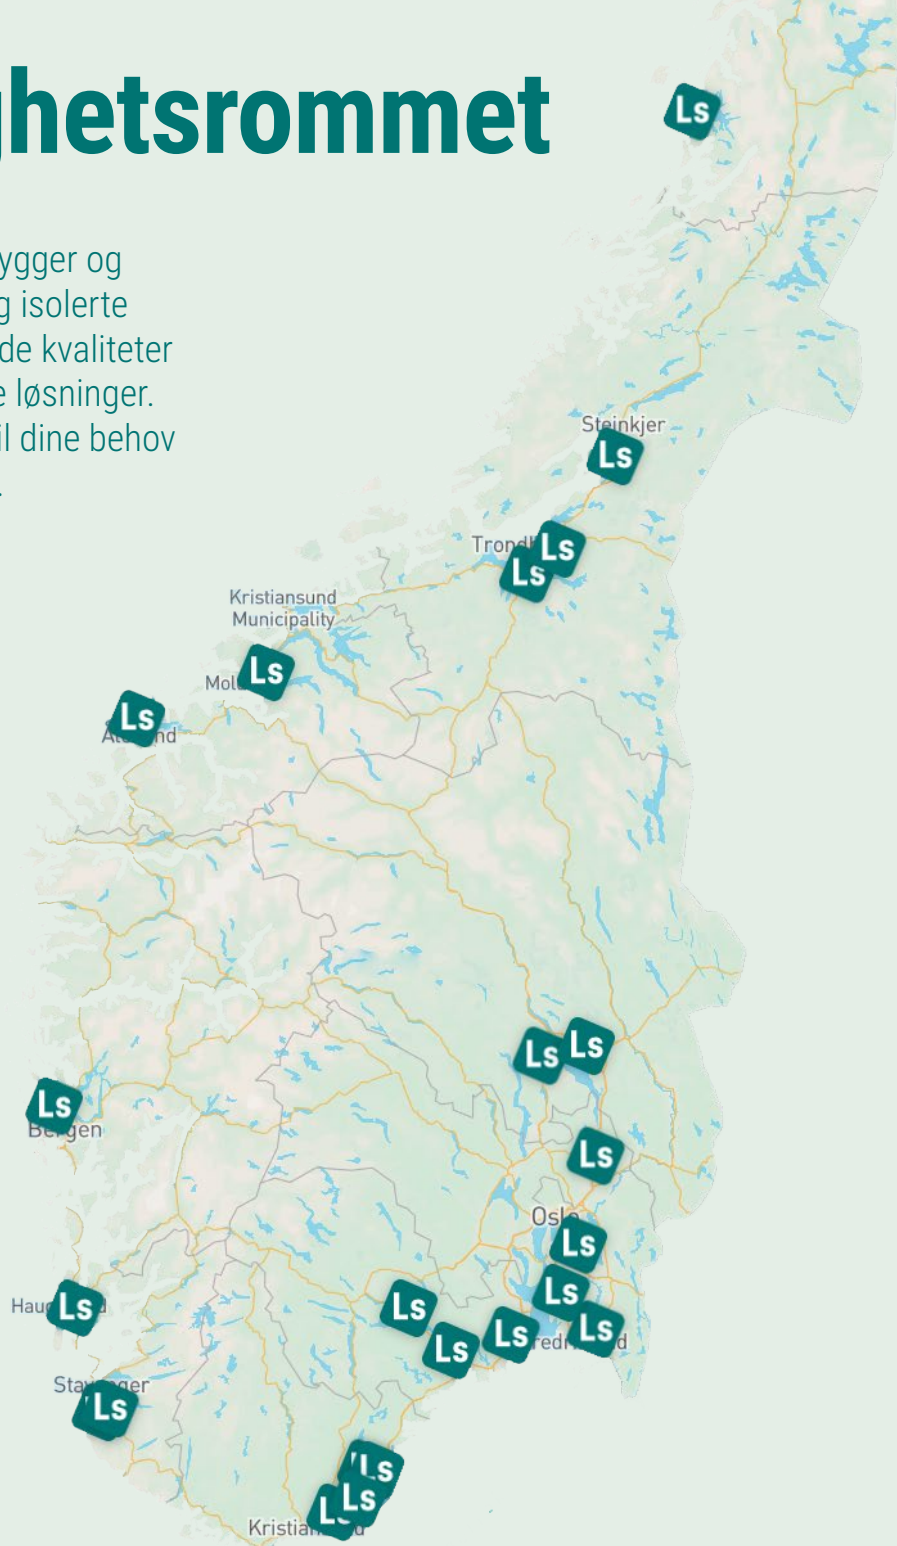 ghetsrommet
ygger og
g isolerte
de kvaliteter
e løsninger.
il dine behov
.
Ls
Steinkjer
Ls
Ls
Ls
Kristiansund
Municipality
Ls
Ls
Ls
Ls
Ls
Bergen
Ls
Oslo
Ls
Ls
Ls
Ls
Ls
Ls
Ls
Ls
Ls
Ls